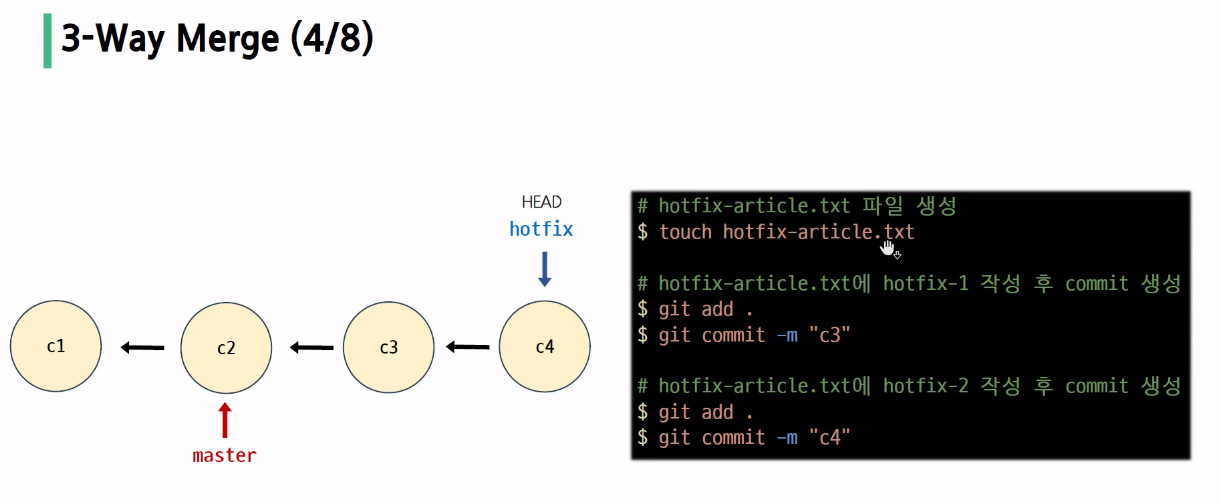 3-Way Merge (4/8)
HEAD
hotfix
c1
c2
c3
c4
master
# hotfix-article.txt 파일 생성
$ touch hotfix-article.txt
# hotfix-article.txt에 hotfix-1 작성 후 commit 생성
$ git add .
$ git commit -m "c3"
# hotfix-article.txt에 hotfix-2 작성 후 commit 생성
$ git add .
$ git commit -m "c4"